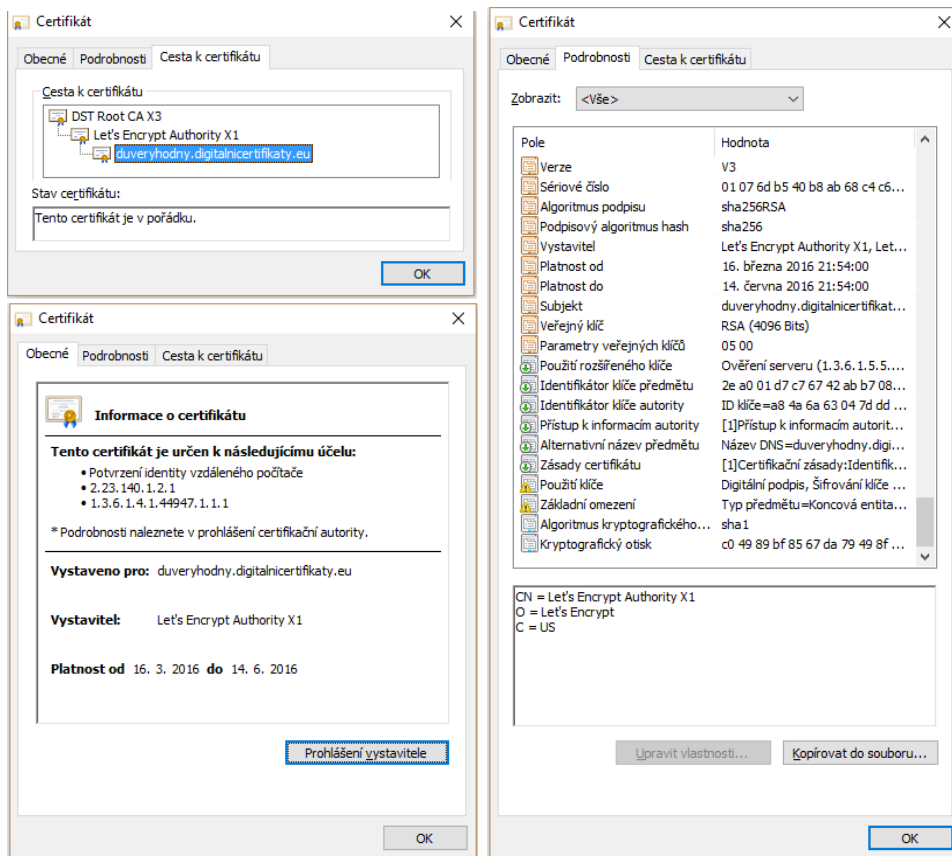 Certifikát
Obecné Podrobnosti Cesta k certifikátu
Cesta k certifikátu
DST Root CA X3
Let's Encrypt Authority X1
duveryhodny.digitalnicertifikaty.eu
Stav certifikátu:
Tento certifikát je v pořádku.
OK
Certifikát
Obecné Podrobnosti Cesta k certifikátu
Informace o certifikátu
Tento certifikát je určen k následujícímu účelu:
• Potvrzení identity vzdáleného počítače
• 2.23.140.1.2.1
• 1.3.6.1.4.1.44947.1.1.1
* Podrobnosti naleznete v prohlášení certifikační autority.
Vystaveno pro: duveryhodny.digitalnicertifikaty.eu
Vystavitel: Let's Encrypt Authority X1
Platnost od 16. 3. 2016 do 14. 6. 2016
Prohlášení vystavitele
OK
Certifikát
Obecné Podrobnosti Cesta k certifikátu
Zobrazit: <Vše>
Pole Hodnota
Verze V3
Sériové číslo 01 07 6d b5 40 b8 ab 68 c4 c6...
Algoritmus podpisu sha256RSA
Podpisový algoritmus hash sha256
Vystavitel Let's Encrypt Authority X1, Let...
Platnost od 16. března 2016 21:54:00
Platnost do 14. června 2016 21:54:00
Subjekt duveryhodny.digitalnicertifikat...
Veřejný klíč RSA (4096 Bits)
Parametry veřejných klíčů 05 00
Použití rozšířeného klíče Ověření serveru (1.3.6.1.5.5....
Identifikátor klíče předmětu 2e a0 01 d7 c7 67 42 ab b7 08...
Identifikátor klíče autority ID klíče=a8 4a 6a 63 04 7d dd ...
Přístup k informacím autority [1]Přístup k informacím autorit...
Alternativní název předmětu Název DNS=duveryhodny.digi...
Zásady certifikátu [1]Certifikační zásady:Identifik...
Použití klíče Digitální podpis, Šifrování klíče ...
Základní omezení Typ předmětu=Koncová entita...
Algoritmus kryptografického... sha1
Kryptografický otisk c0 49 89 bf 85 67 da 79 49 8f ...
CN = Let's Encrypt Authority X1
O = Let's Encrypt
C = US
Upravit vlastnosti... Kopírovat do souboru...
OK